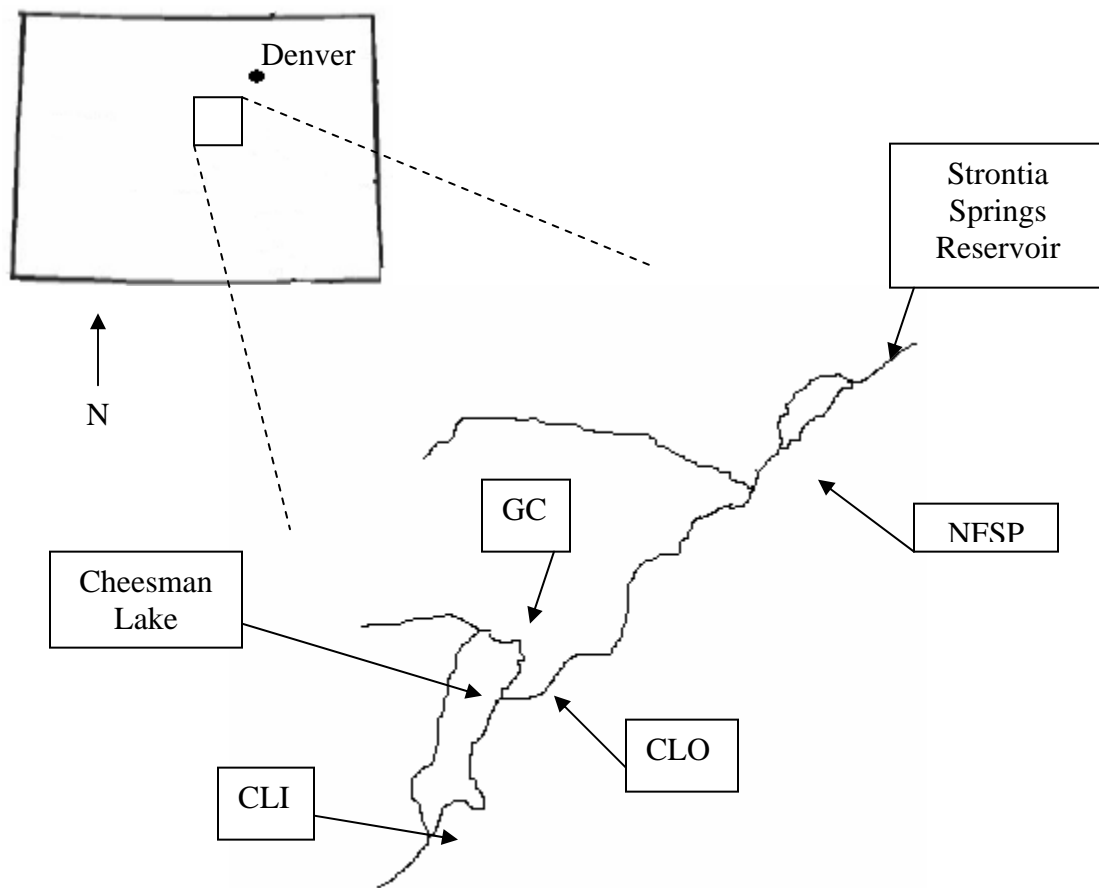 Denver
Strontia
Springs
Reservoir
N
GC
NFSP
Cheesman
Lake
CLO
CLI